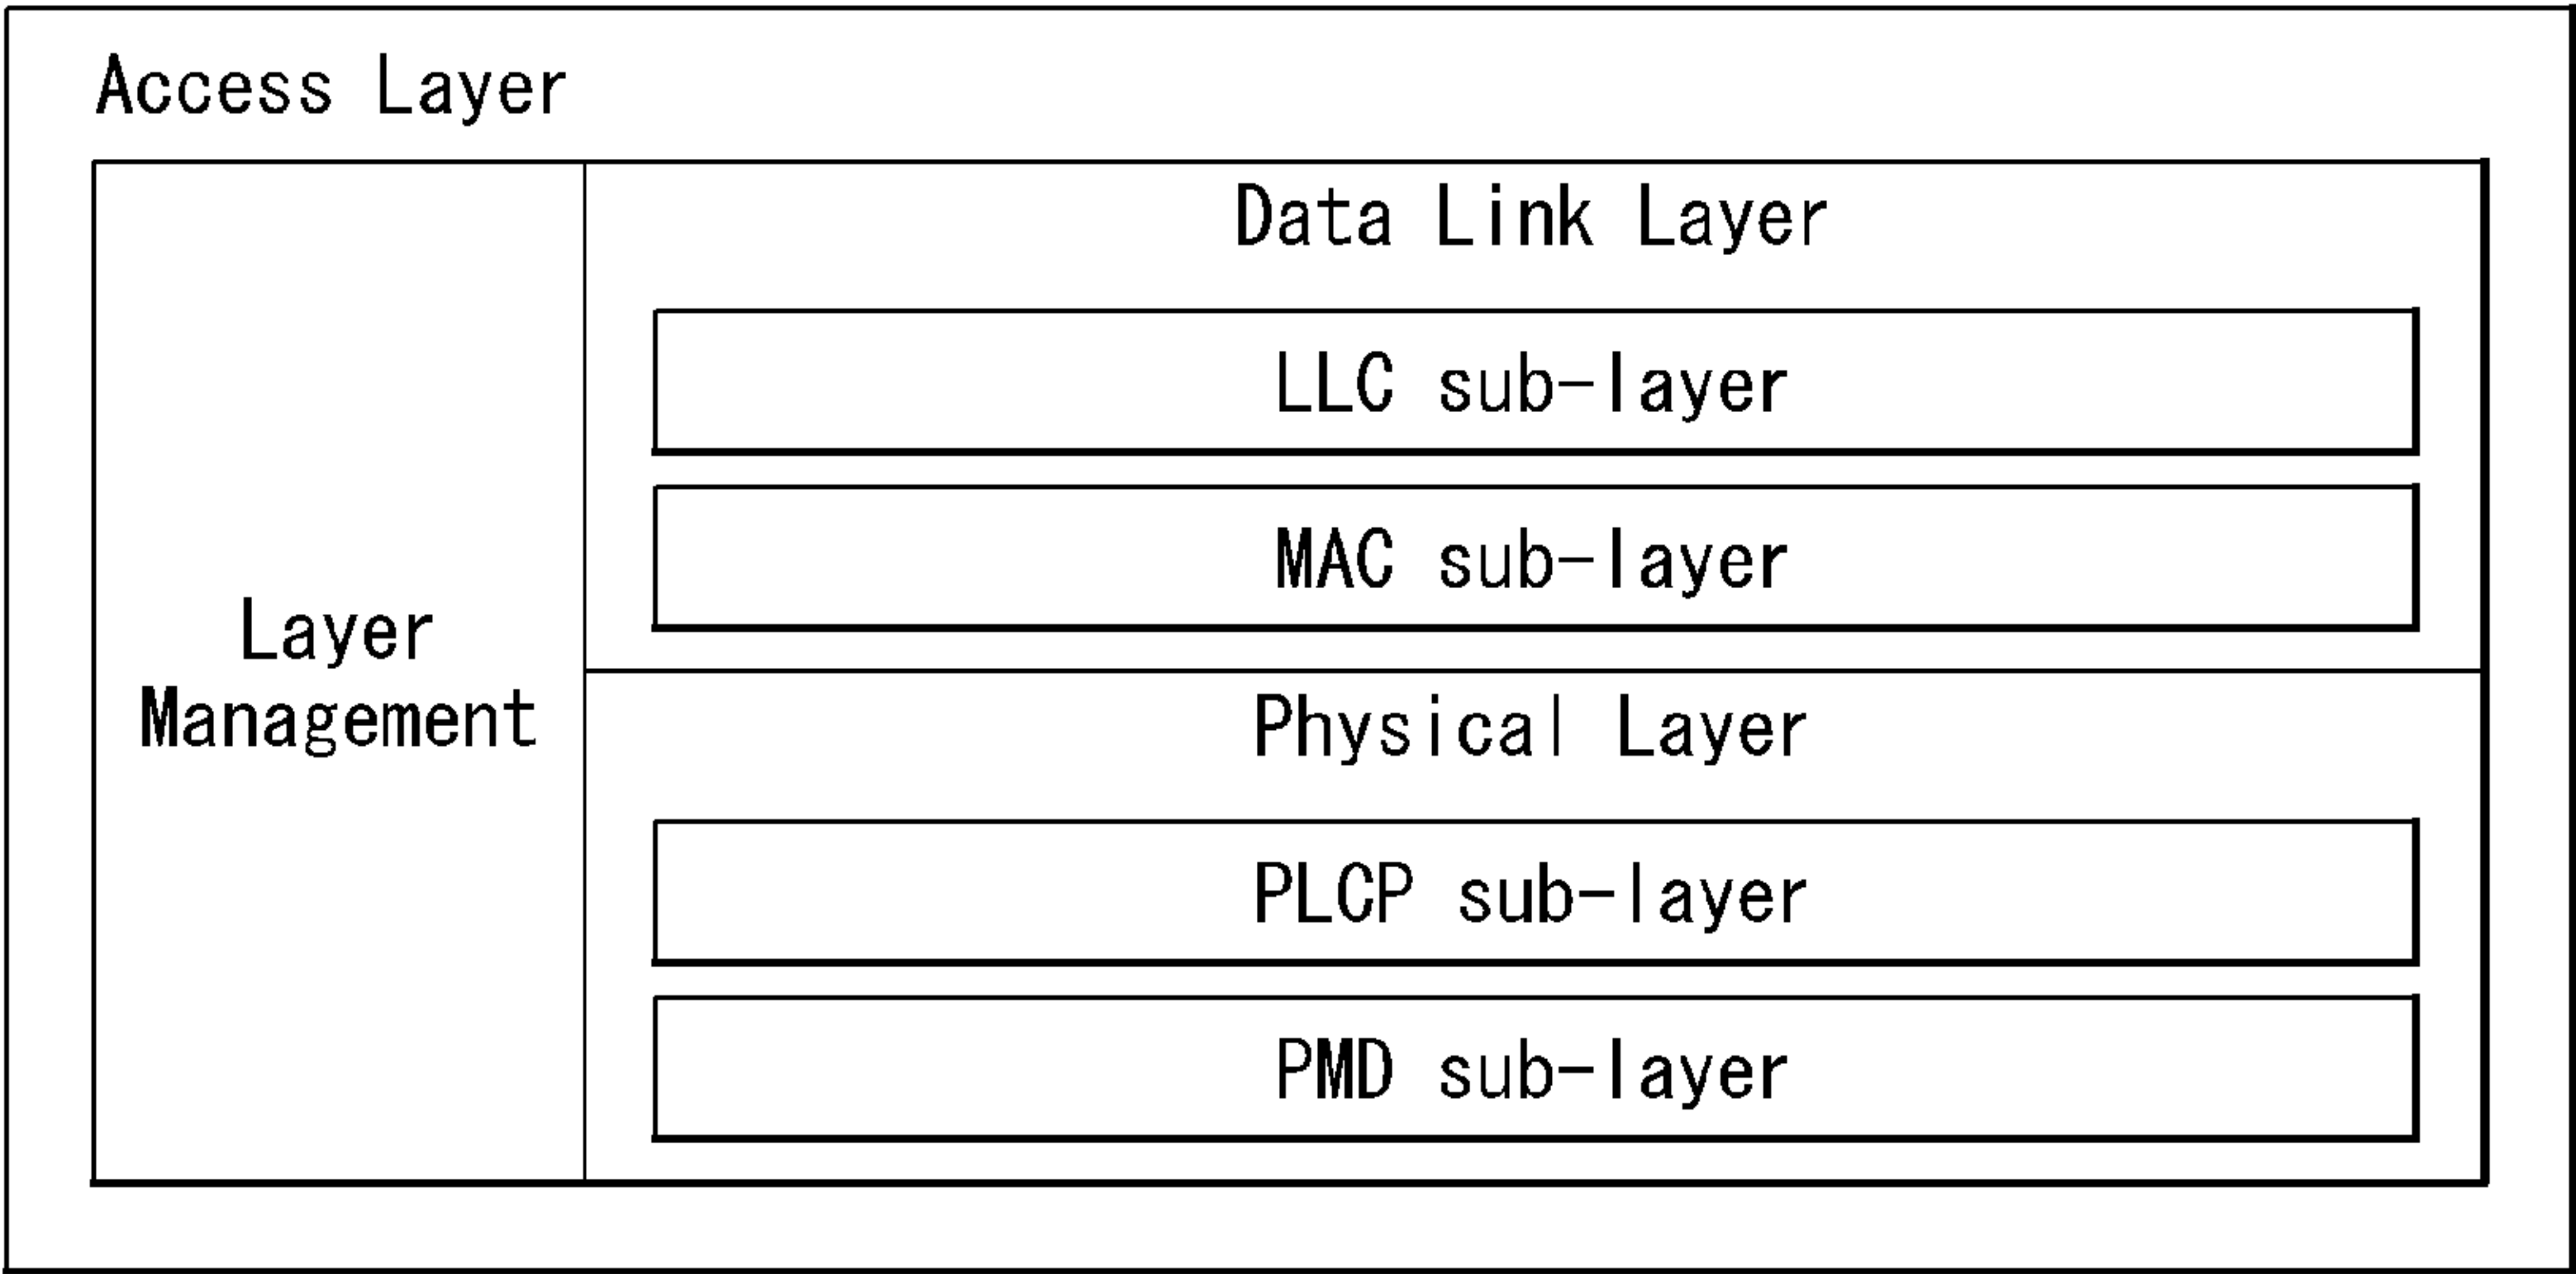 Access Layer
Layer
Management
Data Link Layer
LLC sub-layer
MAC sub-layer
Physical Layer
PLCP sub-layer
PMD sub-layer